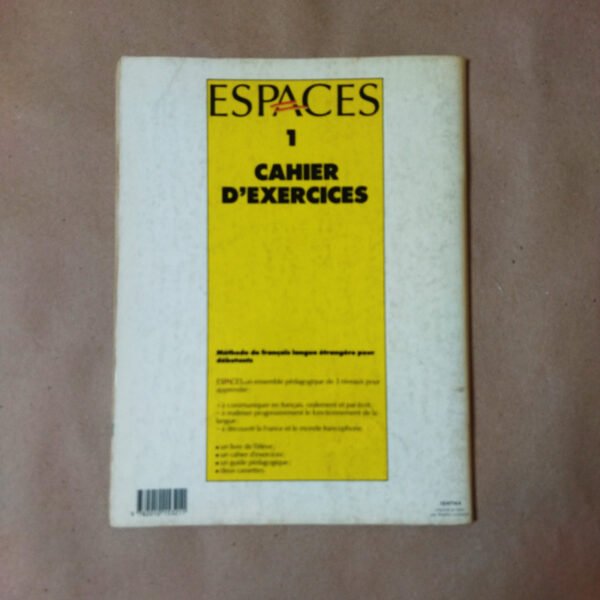 ESPACES
1
CAHIER
D'EXERCICES
Méthode de français langue étrangère pour
débutants
ESPACES, un ensemble pédagogique de 3 niveaux pour
apprendre:
• à communiquer en français oralement et par écrit;
• à maîtriser progressivement le fonctionnement de la
langue;
• à découvrir la France et le monde francophone.
• un livre de l'élève;
• un cahier d'exercices;
• un guide pédagogique;
• deux cassettes.